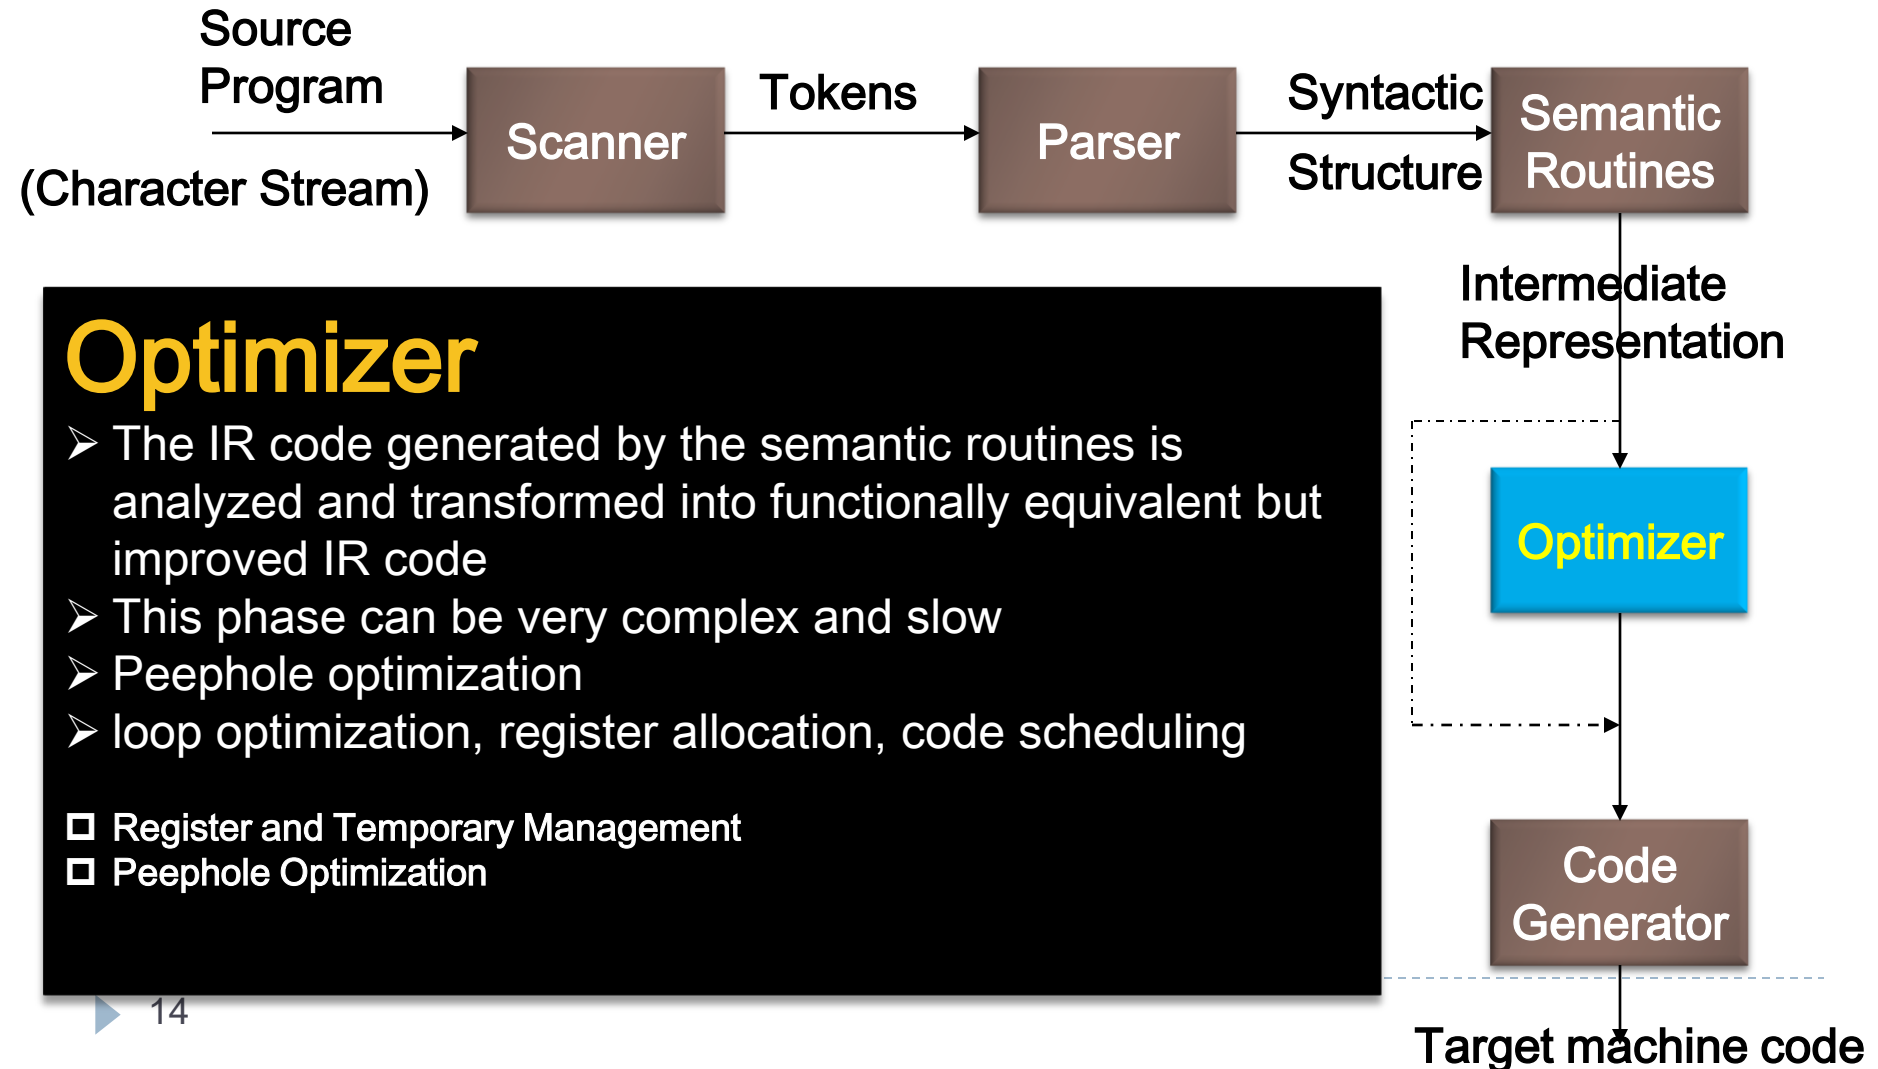 Source
Program
(Character Stream)
Scanner
Tokens
Parser
Syntactic
Structure
Semantic
Routines
Intermediate
Representation
Optimizer
➢ The IR code generated by the semantic routines is
analyzed and transformed into functionally equivalent but
improved IR code
➢ This phase can be very complex and slow
➢ Peephole optimization
➢ loop optimization, register allocation, code scheduling
❑ Register and Temporary Management
❑ Peephole Optimization
Optimizer
Code
Generator
14
Target machine code